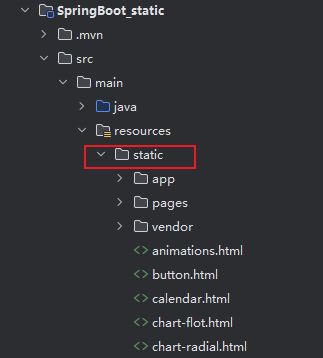 SpringBoot_static
.mvn
src
main
java
resources
static
app
pages
vendor
animations.html
button.html
calendar.html
chart-flot.html
chart-radial.html